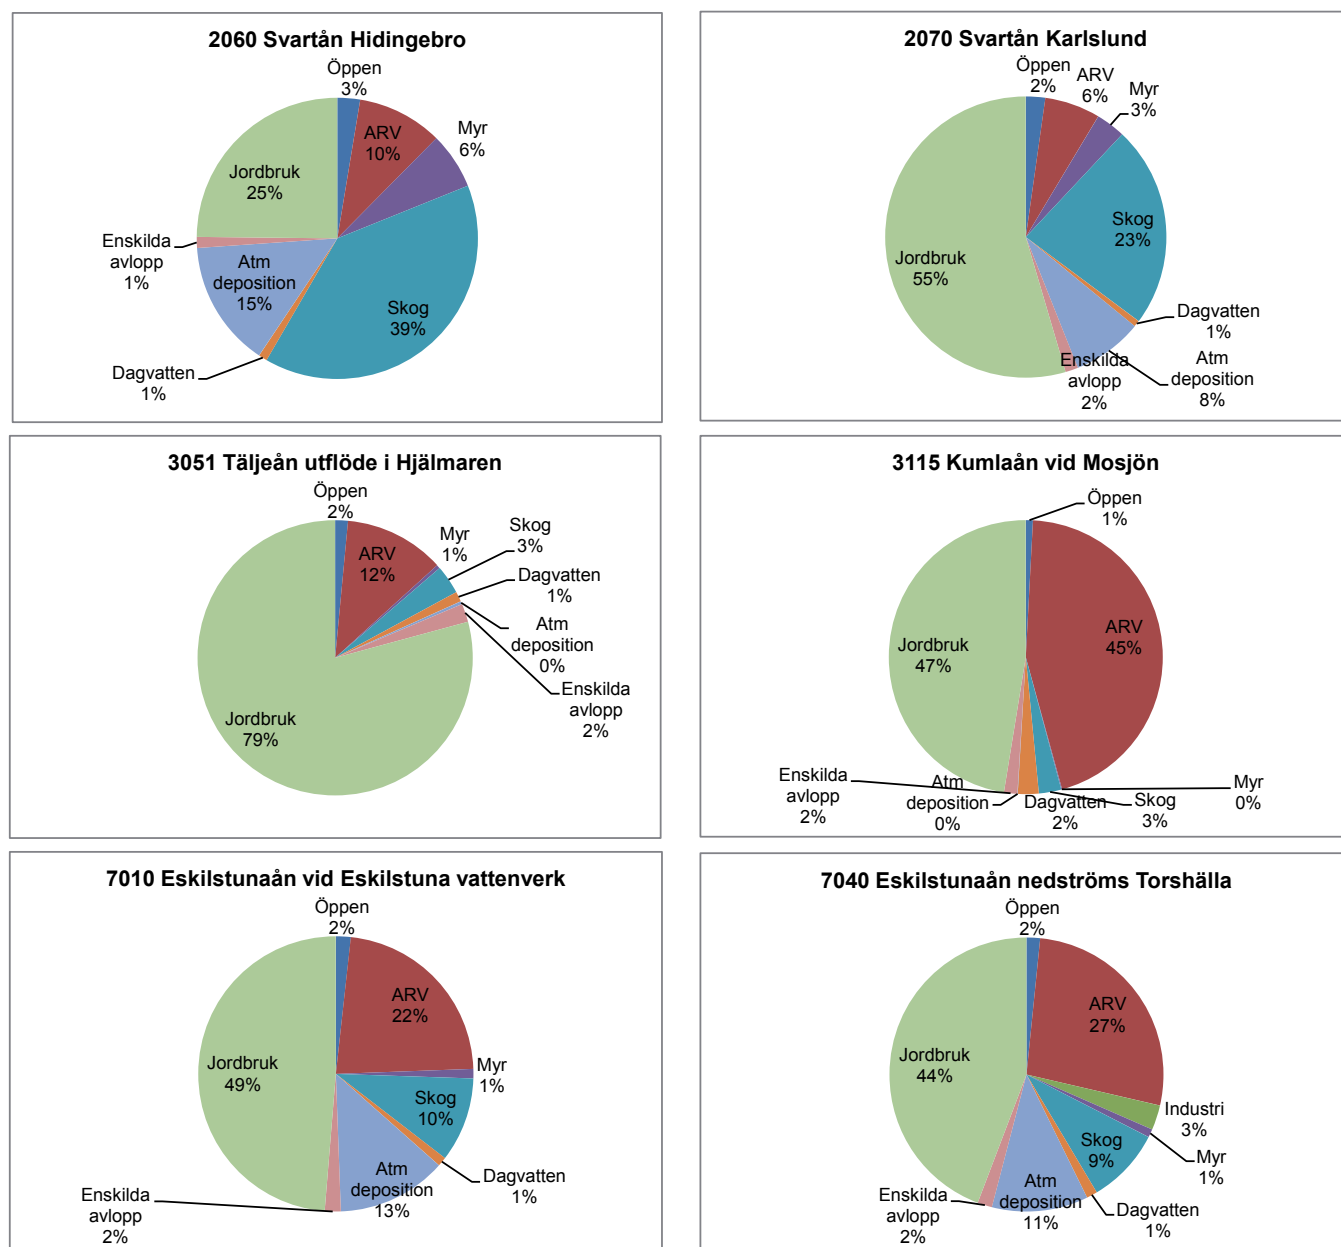 2060 Svartån Hidingebro
Öppen
3%
ARV
10%
Myr
6%
Skog
39%
Dagvatten
1%
Atm
deposition
15%
Enskilda
avlopp
1%
Jordbruk
25%
2070 Svartån Karlslund
Öppen
2%
ARV
6%
Myr
3%
Skog
23%
Dagvatten
1%
Atm
deposition
8%
Enskilda
avlopp
2%
Jordbruk
55%
3051 Täljeån utflöde i Hjälmaren
Öppen
2%
ARV
12%
Myr
1%
Skog
3%
Dagvatten
1%
Atm
deposition
0%
Enskilda
avlopp
2%
Jordbruk
79%
3115 Kumlaån vid Mosjön
Öppen
1%
ARV
45%
Myr
0%
Skog
3%
Dagvatten
2%
Atm
deposition
0%
Enskilda
avlopp
2%
Jordbruk
47%
7010 Eskilstunaån vid Eskilstuna vattenverk
Öppen
2%
ARV
22%
Myr
1%
Skog
10%
Dagvatten
1%
Atm
deposition
13%
Enskilda
avlopp
2%
Jordbruk
49%
7040 Eskilstunaån nedströms Torshälla
Öppen
2%
ARV
27%
Industri
3%
Myr
1%
Skog
9%
Dagvatten
1%
Atm
deposition
11%
Enskilda
avlopp
2%
Jordbruk
44%